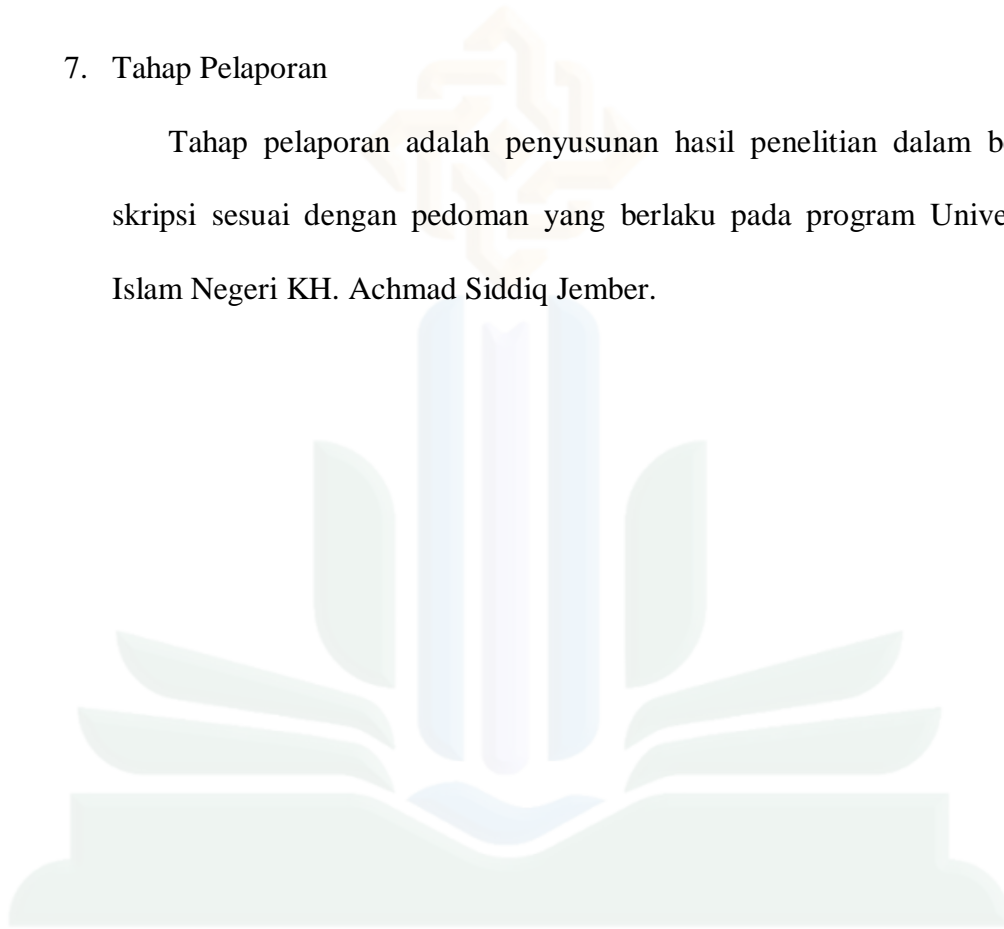 7. Tahap Pelaporan
Tahap pelaporan adalah penyusunan hasil penelitian dalam
skripsi sesuai dengan pedoman yang berlaku pada program
Islam Negeri KH. Achmad Siddiq Jember.